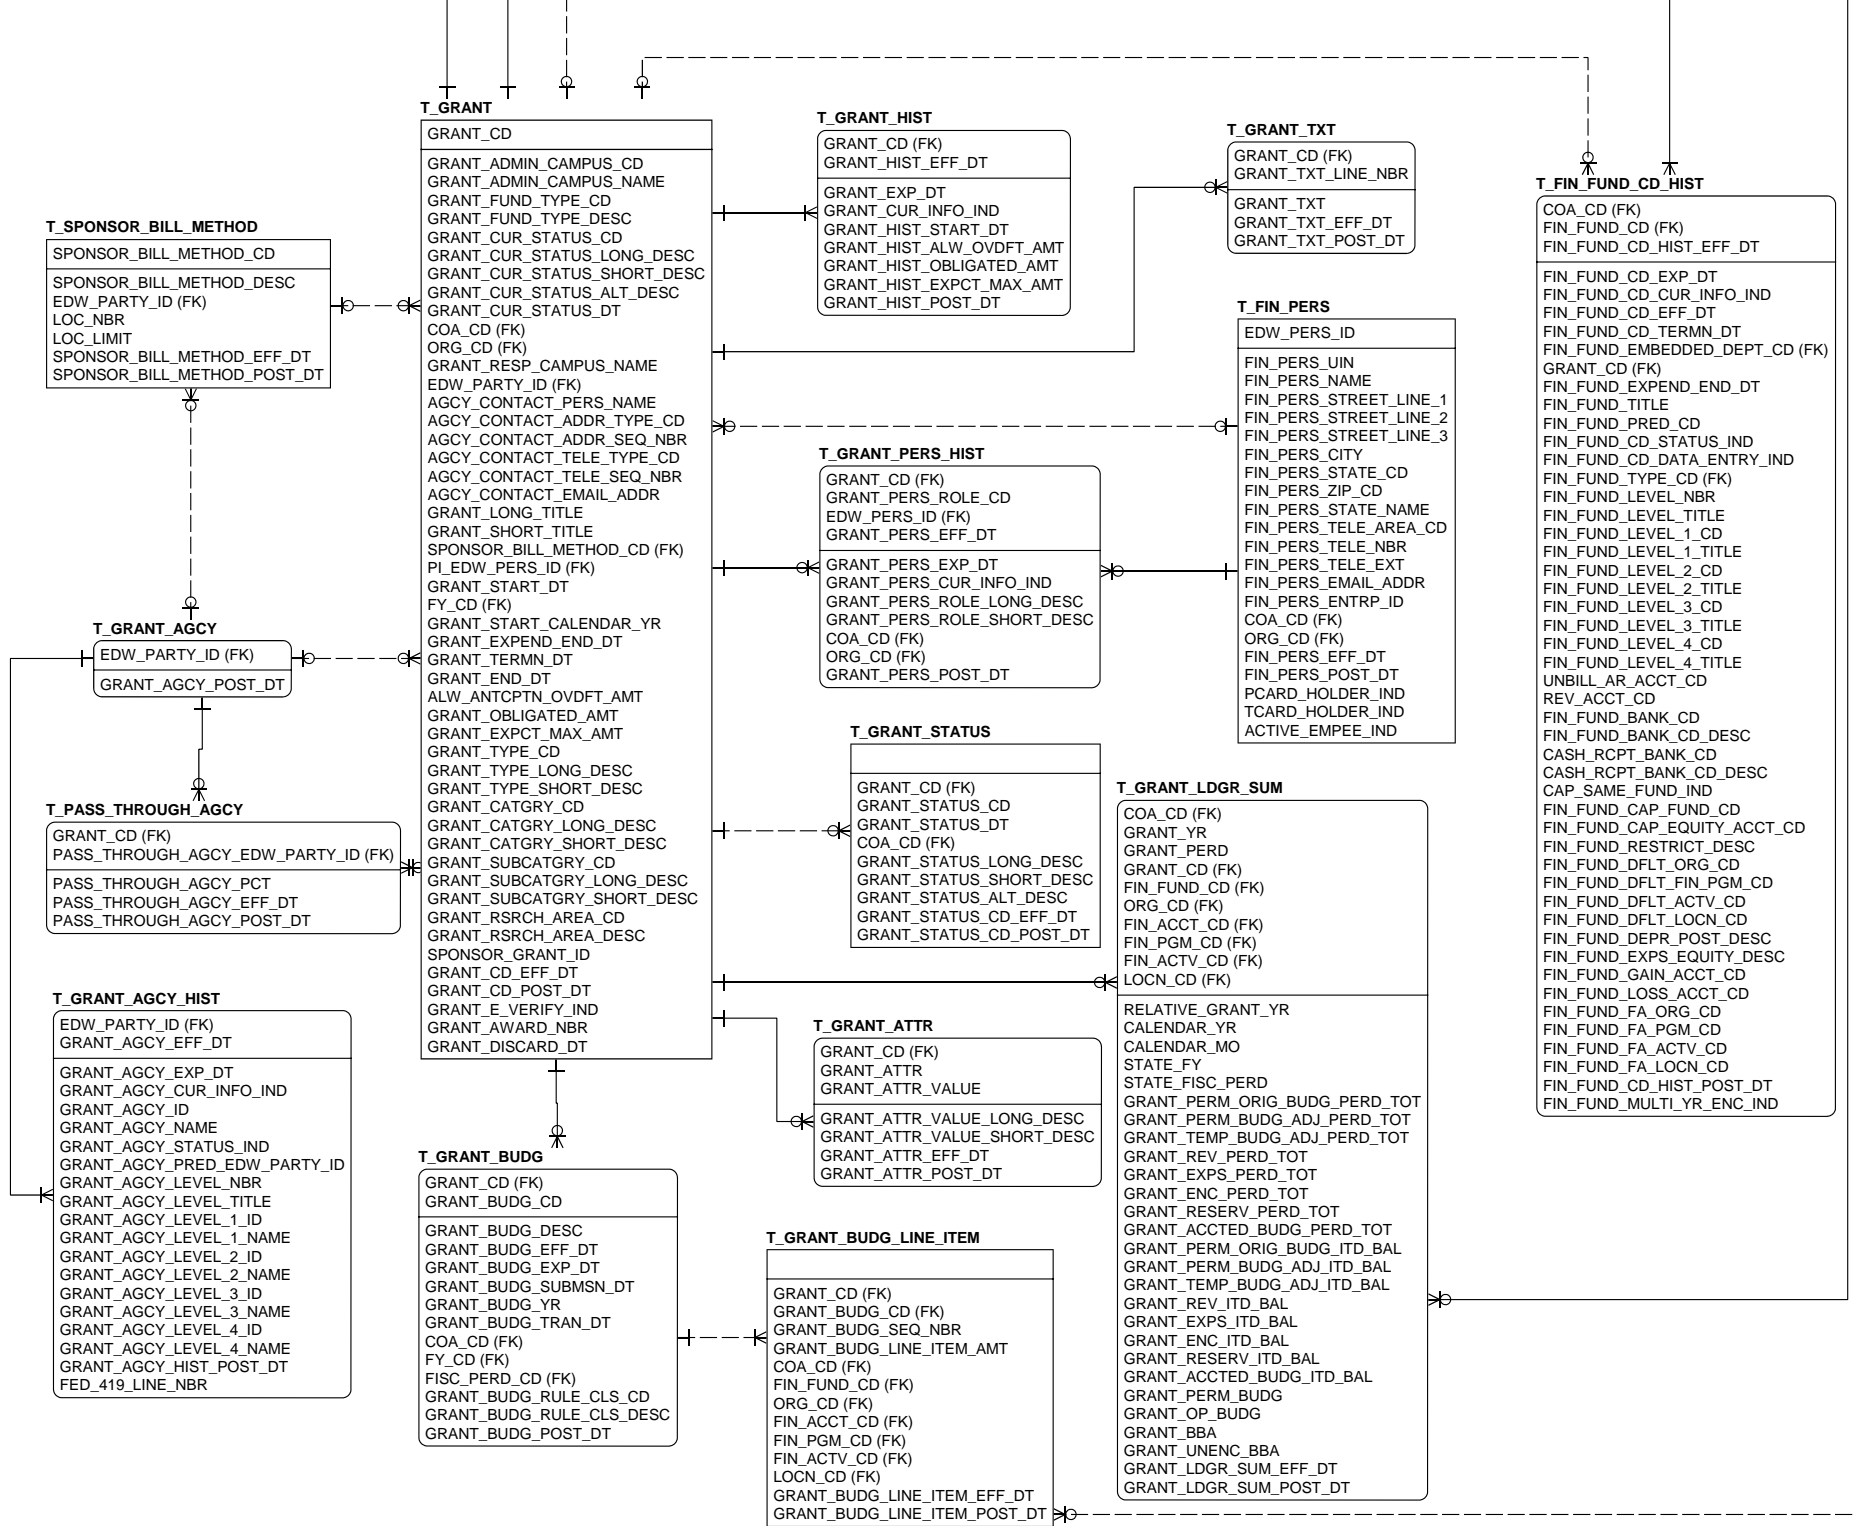 T_GRANT
GRANT_CD
GRANT_ADMIN_CAMPUS_CD
GRANT_ADMIN_CAMPUS_NAME
GRANT_FUND_TYPE_CD
GRANT_FUND_TYPE_DESC
GRANT_CUR_STATUS_CD
GRANT_CUR_STATUS_LONG_DESC
GRANT_CUR_STATUS_SHORT_DESC
GRANT_CUR_STATUS_ALT_DESC
GRANT_CUR_STATUS_DT
COA_CD (FK)
ORG_CD (FK)
GRANT_RESP_CAMPUS_NAME
EDW_PARTY_ID (FK)
AGCY_CONTACT_PERS_NAME
AGCY_CONTACT_ADDR_TYPE_CD
AGCY_CONTACT_ADDR_SEQ_NBR
AGCY_CONTACT_TELE_TYPE_CD
AGCY_CONTACT_TELE_SEQ_NBR
AGCY_CONTACT_EMAIL_ADDR
GRANT_LONG_TITLE
GRANT_SHORT_TITLE
SPONSOR_BILL_METHOD_CD (FK)
PI_EDW_PERS_ID (FK)
GRANT_START_DT
FY_CD (FK)
GRANT_START_CALENDAR_YR
GRANT_EXPEND_END_DT
GRANT_TERMN_DT
GRANT_END_DT
ALW_ANTCPTN_OVDFT_AMT
GRANT_OBLIGATED_AMT
GRANT_EXPCT_MAX_AMT
GRANT_TYPE_CD
GRANT_TYPE_LONG_DESC
GRANT_TYPE_SHORT_DESC
GRANT_CATGRY_CD
GRANT_CATGRY_LONG_DESC
GRANT_CATGRY_SHORT_DESC
GRANT_SUBCATGRY_CD
GRANT_SUBCATGRY_LONG_DESC
GRANT_SUBCATGRY_SHORT_DESC
GRANT_RSRCH_AREA_CD
GRANT_RSRCH_AREA_DESC
SPONSOR_GRANT_ID
GRANT_CD_EFF_DT
GRANT_CD_POST_DT
GRANT_E_VERIFY_IND
GRANT_AWARD_NBR
GRANT_DISCARD_DT
T_GRANT_HIST
GRANT_CD (FK)
GRANT_HIST_EFF_DT
GRANT_EXP_DT
GRANT_CUR_INFO_IND
GRANT_HIST_START_DT
GRANT_HIST_ALW_OVDFT_AMT
GRANT_HIST_OBLIGATED_AMT
GRANT_HIST_EXPCT_MAX_AMT
GRANT_HIST_POST_DT
T_GRANT_TXT
GRANT_CD (FK)
GRANT_TXT_LINE_NBR
GRANT_TXT
GRANT_TXT_EFF_DT
GRANT_TXT_POST_DT
T_FIN_FUND_CD_HIST
COA_CD (FK)
FIN_FUND_CD (FK)
FIN_FUND_CD_HIST_EFF_DT
FIN_FUND_CD_EXP_DT
FIN_FUND_CD_CUR_INFO_IND
FIN_FUND_CD_EFF_DT
FIN_FUND_CD_TERMN_DT
FIN_FUND_EMBEDDED_DEPT_CD (FK)
GRANT_CD (FK)
FIN_FUND_EXPEND_END_DT
FIN_FUND_TITLE
FIN_FUND_PRED_CD
FIN_FUND_CD_STATUS_IND
FIN_FUND_CD_DATA_ENTRY_IND
FIN_FUND_TYPE_CD (FK)
FIN_FUND_LEVEL_NBR
FIN_FUND_LEVEL_TITLE
FIN_FUND_LEVEL_1_CD
FIN_FUND_LEVEL_1_TITLE
FIN_FUND_LEVEL_2_CD
FIN_FUND_LEVEL_2_TITLE
FIN_FUND_LEVEL_3_CD
FIN_FUND_LEVEL_3_TITLE
FIN_FUND_LEVEL_4_CD
FIN_FUND_LEVEL_4_TITLE
UNBILL_AR_ACCT_CD
REV_ACCT_CD
FIN_FUND_BANK_CD
FIN_FUND_BANK_CD_DESC
CASH_RCPT_BANK_CD
CASH_RCPT_BANK_CD_DESC
CAP_SAME_FUND_IND
FIN_FUND_CAP_FUND_CD
FIN_FUND_CAP_EQUITY_ACCT_CD
FIN_FUND_RESTRICT_DESC
FIN_FUND_DFLT_ORG_CD
FIN_FUND_DFLT_FIN_PGM_CD
FIN_FUND_DFLT_ACTV_CD
FIN_FUND_DFLT_LOCN_CD
FIN_FUND_DEPR_POST_DESC
FIN_FUND_EXPS_EQUITY_DESC
FIN_FUND_GAIN_ACCT_CD
FIN_FUND_LOSS_ACCT_CD
FIN_FUND_FA_ORG_CD
FIN_FUND_FA_PGM_CD
FIN_FUND_FA_ACTV_CD
FIN_FUND_FA_LOCN_CD
FIN_FUND_CD_HIST_POST_DT
FIN_FUND_MULTI_YR_ENC_IND
T_SPONSOR_BILL_METHOD
SPONSOR_BILL_METHOD_CD
SPONSOR_BILL_METHOD_DESC
EDW_PARTY_ID (FK)
LOC_NBR
LOC_LIMIT
SPONSOR_BILL_METHOD_EFF_DT
SPONSOR_BILL_METHOD_POST_DT
T_FIN_PERS
EDW_PERS_ID
FIN_PERS_UIN
FIN_PERS_NAME
FIN_PERS_STREET_LINE_1
FIN_PERS_STREET_LINE_2
FIN_PERS_STREET_LINE_3
FIN_PERS_CITY
FIN_PERS_STATE_CD
FIN_PERS_ZIP_CD
FIN_PERS_STATE_NAME
FIN_PERS_TELE_AREA_CD
FIN_PERS_TELE_NBR
FIN_PERS_TELE_EXT
FIN_PERS_EMAIL_ADDR
FIN_PERS_ENTRP_ID
COA_CD (FK)
ORG_CD (FK)
FIN_PERS_EFF_DT
FIN_PERS_POST_DT
PCARD_HOLDER_IND
TCARD_HOLDER_IND
ACTIVE_EMPEE_IND
T_GRANT_PERS_HIST
GRANT_CD (FK)
GRANT_PERS_ROLE_CD
EDW_PERS_ID (FK)
GRANT_PERS_EFF_DT
GRANT_PERS_EXP_DT
GRANT_PERS_CUR_INFO_IND
GRANT_PERS_ROLE_LONG_DESC
GRANT_PERS_ROLE_SHORT_DESC
COA_CD (FK)
ORG_CD (FK)
GRANT_PERS_POST_DT
T_GRANT_AGCY
EDW_PARTY_ID (FK)
GRANT_AGCY_POST_DT
T_GRANT_STATUS
GRANT_CD (FK)
GRANT_STATUS_CD
GRANT_STATUS_DT
COA_CD (FK)
GRANT_STATUS_LONG_DESC
GRANT_STATUS_SHORT_DESC
GRANT_STATUS_ALT_DESC
GRANT_STATUS_CD_EFF_DT
GRANT_STATUS_CD_POST_DT
T_GRANT_LDGR_SUM
COA_CD (FK)
GRANT_YR
GRANT_PERD
GRANT_CD (FK)
FIN_FUND_CD (FK)
ORG_CD (FK)
FIN_ACCT_CD (FK)
FIN_PGM_CD (FK)
FIN_ACTV_CD (FK)
LOCN_CD (FK)
RELATIVE_GRANT_YR
CALENDAR_YR
CALENDAR_MO
STATE_FY
STATE_FISC_PERD
GRANT_PERM_ORIG_BUDG_PERD_TOT
GRANT_PERM_BUDG_ADJ_PERD_TOT
GRANT_TEMP_BUDG_ADJ_PERD_TOT
GRANT_REV_PERD_TOT
GRANT_EXPS_PERD_TOT
GRANT_ENC_PERD_TOT
GRANT_RESERV_PERD_TOT
GRANT_ACCTED_BUDG_PERD_TOT
GRANT_PERM_ORIG_BUDG_ITD_BAL
GRANT_PERM_BUDG_ADJ_ITD_BAL
GRANT_TEMP_BUDG_ADJ_ITD_BAL
GRANT_REV_ITD_BAL
GRANT_EXPS_ITD_BAL
GRANT_ENC_ITD_BAL
GRANT_RESERV_ITD_BAL
GRANT_ACCTED_BUDG_ITD_BAL
GRANT_PERM_BUDG
GRANT_OP_BUDG
GRANT_BBA
GRANT_UNENC_BBA
GRANT_LDGR_SUM_EFF_DT
GRANT_LDGR_SUM_POST_DT
T_PASS_THROUGH_AGCY
GRANT_CD (FK)
PASS_THROUGH_AGCY_EDW_PARTY_ID (FK)
PASS_THROUGH_AGCY_PCT
PASS_THROUGH_AGCY_EFF_DT
PASS_THROUGH_AGCY_POST_DT
T_GRANT_AGCY_HIST
EDW_PARTY_ID (FK)
GRANT_AGCY_EFF_DT
GRANT_AGCY_EXP_DT
GRANT_AGCY_CUR_INFO_IND
GRANT_AGCY_ID
GRANT_AGCY_NAME
GRANT_AGCY_STATUS_IND
GRANT_AGCY_PRED_EDW_PARTY_ID
GRANT_AGCY_LEVEL_NBR
GRANT_AGCY_LEVEL_TITLE
GRANT_AGCY_LEVEL_1_ID
GRANT_AGCY_LEVEL_1_NAME
GRANT_AGCY_LEVEL_2_ID
GRANT_AGCY_LEVEL_2_NAME
GRANT_AGCY_LEVEL_3_ID
GRANT_AGCY_LEVEL_3_NAME
GRANT_AGCY_LEVEL_4_ID
GRANT_AGCY_LEVEL_4_NAME
GRANT_AGCY_HIST_POST_DT
FED_419_LINE_NBR
T_GRANT_ATTR
GRANT_CD (FK)
GRANT_ATTR
GRANT_ATTR_VALUE
GRANT_ATTR_VALUE_LONG_DESC
GRANT_ATTR_VALUE_SHORT_DESC
GRANT_ATTR_EFF_DT
GRANT_ATTR_POST_DT
T_GRANT_BUDG
GRANT_CD (FK)
GRANT_BUDG_CD
GRANT_BUDG_DESC
GRANT_BUDG_EFF_DT
GRANT_BUDG_EXP_DT
GRANT_BUDG_SUBMSN_DT
GRANT_BUDG_YR
GRANT_BUDG_TRAN_DT
COA_CD (FK)
FY_CD (FK)
FISC_PERD_CD (FK)
GRANT_BUDG_RULE_CLS_CD
GRANT_BUDG_RULE_CLS_DESC
GRANT_BUDG_POST_DT
T_GRANT_BUDG_LINE_ITEM
GRANT_CD (FK)
GRANT_BUDG_CD (FK)
GRANT_BUDG_SEQ_NBR
GRANT_BUDG_LINE_ITEM_AMT
COA_CD (FK)
FIN_FUND_CD (FK)
ORG_CD (FK)
FIN_ACCT_CD (FK)
FIN_PGM_CD (FK)
FIN_ACTV_CD (FK)
LOCN_CD (FK)
GRANT_BUDG_LINE_ITEM_EFF_DT
GRANT_BUDG_LINE_ITEM_POST_DT